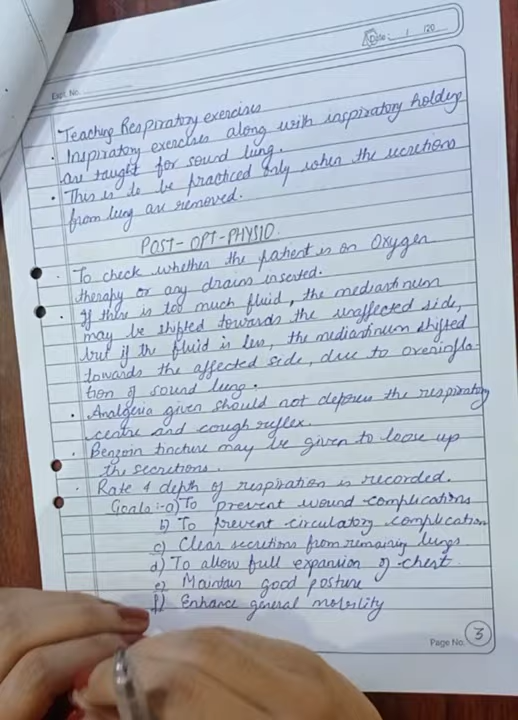 Date: / /20
Expt. No.
Teaching Respiratory exercises
• Inspiratory exercises along with inspiratory holding
are taught for sound lung.
• This is to be practiced only when the secretions
from lung are removed.
POST-OPT-PHYSIO.
• To check whether the patient is on Oxygen
therapy or any drains inserted.
• If there is too much fluid, the mediastinum
may be shifted towards the unaffected side,
but if the fluid is less, the mediastinum shifted
towards the affected side, due to overinfla-
tion of sound lung.
• Analgesia given should not depress the respiratory
centre and cough reflex.
• Benzoin tincture may be given to loose up
the secretions.
• Rate & depth of respiration is recorded.
Goals :- a) To prevent wound complications
b) To prevent circulatory complication
c) Clear secretions from remaining lungs
d) To allow full expansion of chest
e) Maintain good posture
f) Enhance general mobility
Page No. 3